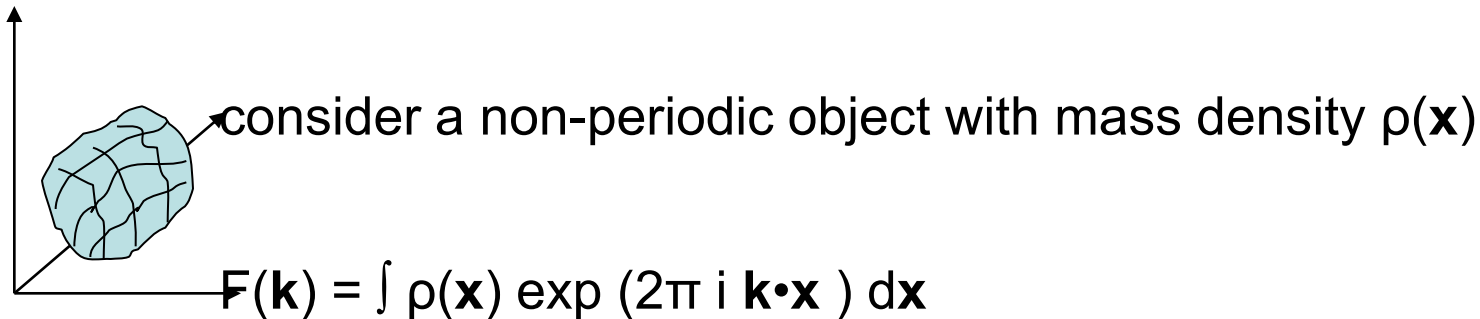 consider a non-periodic object with mass density ρ(x)
F(k) = ∫ ρ(x) exp (2π i k•x ) dx